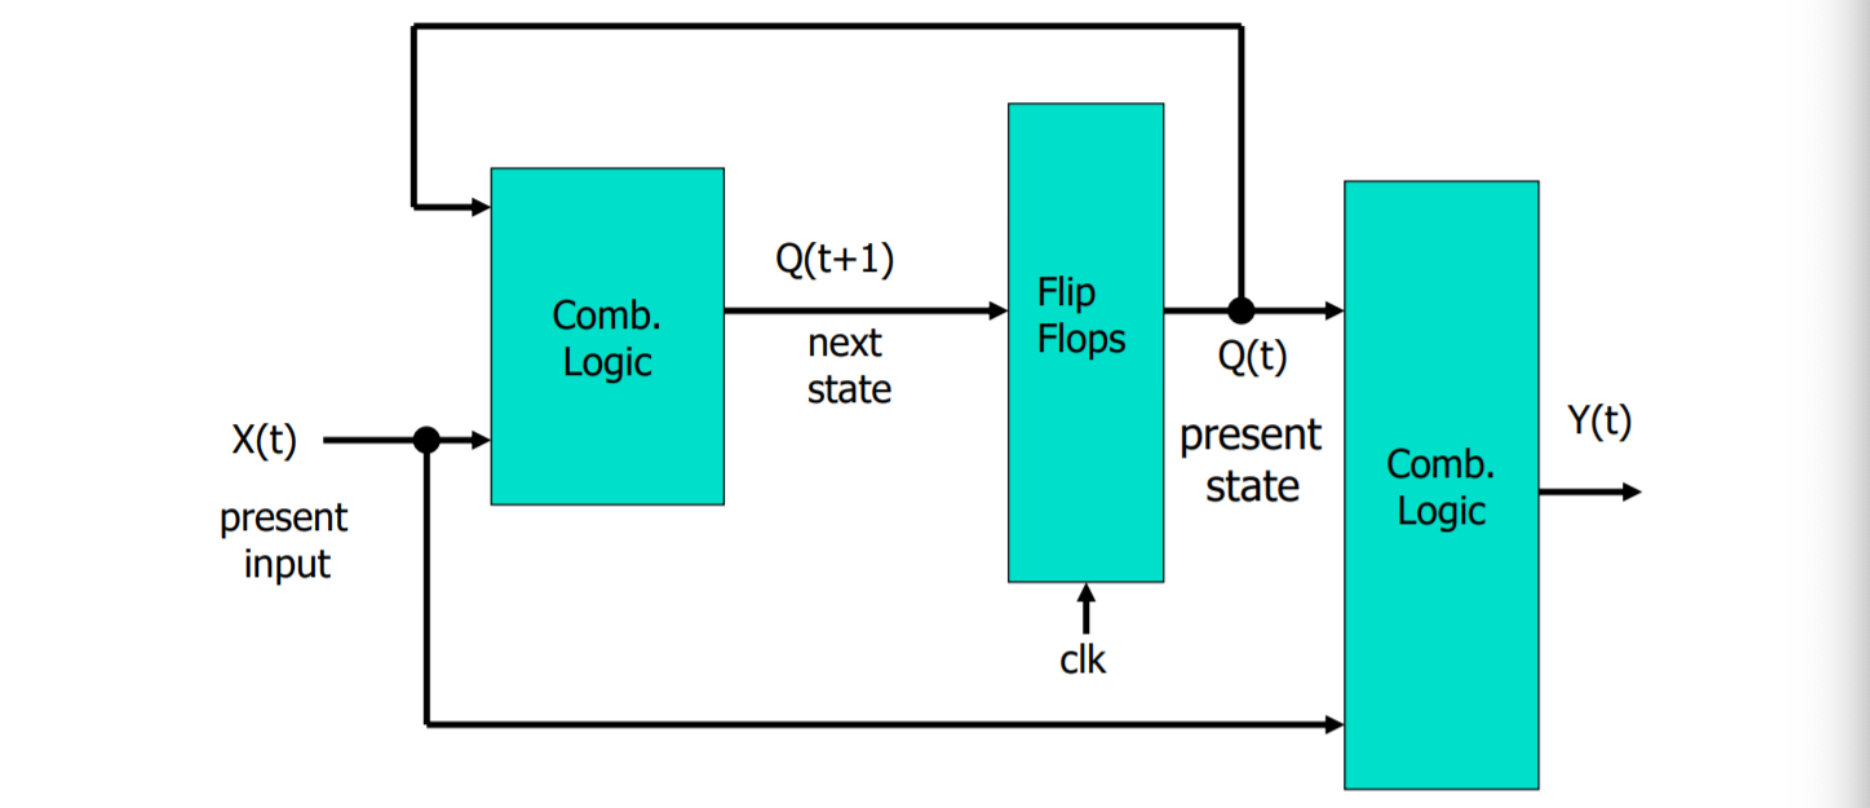 X(t)
present
input
Comb.
Logic
Q(t+1)
next
state
Flip
Flops
clk
Q(t)
present
state
Comb.
Logic
Y(t)